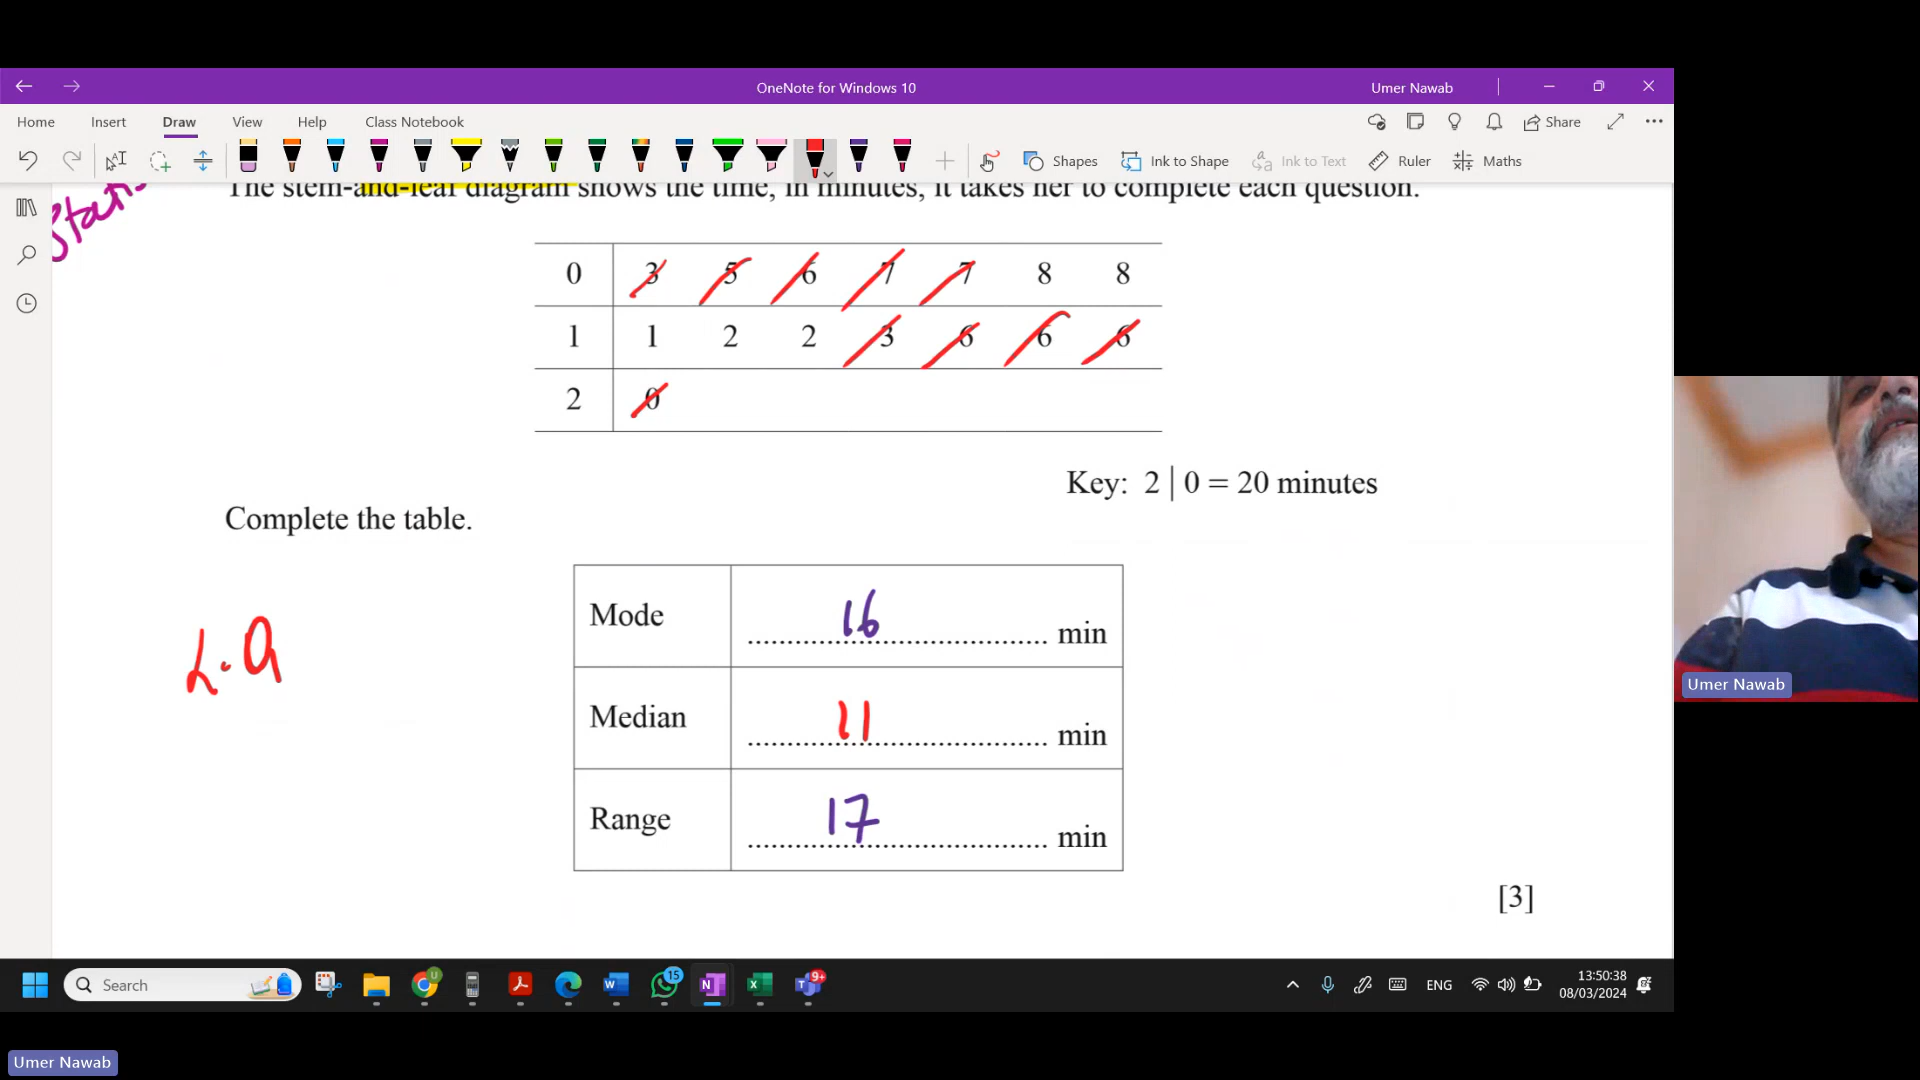 OneNote for Windows 10
Umer Nawab
Home Insert Draw View Help Class Notebook
Share
Shapes Ink to Shape Ink to Text Ruler Maths
The stem-and-leaf diagram shows the time, in minutes, it takes her to complete each question.
0 3 5 6 7 7 8 8
1 1 2 2 3 6 6 6
2 0
Key: 2 | 0 = 20 minutes
Complete the table.
Mode 16 min
L.Q
Median 11 min
Range 17 min
[3]
Umer Nawab
Search
U
15
9+
ENG
13:50:38
08/03/2024
Umer Nawab